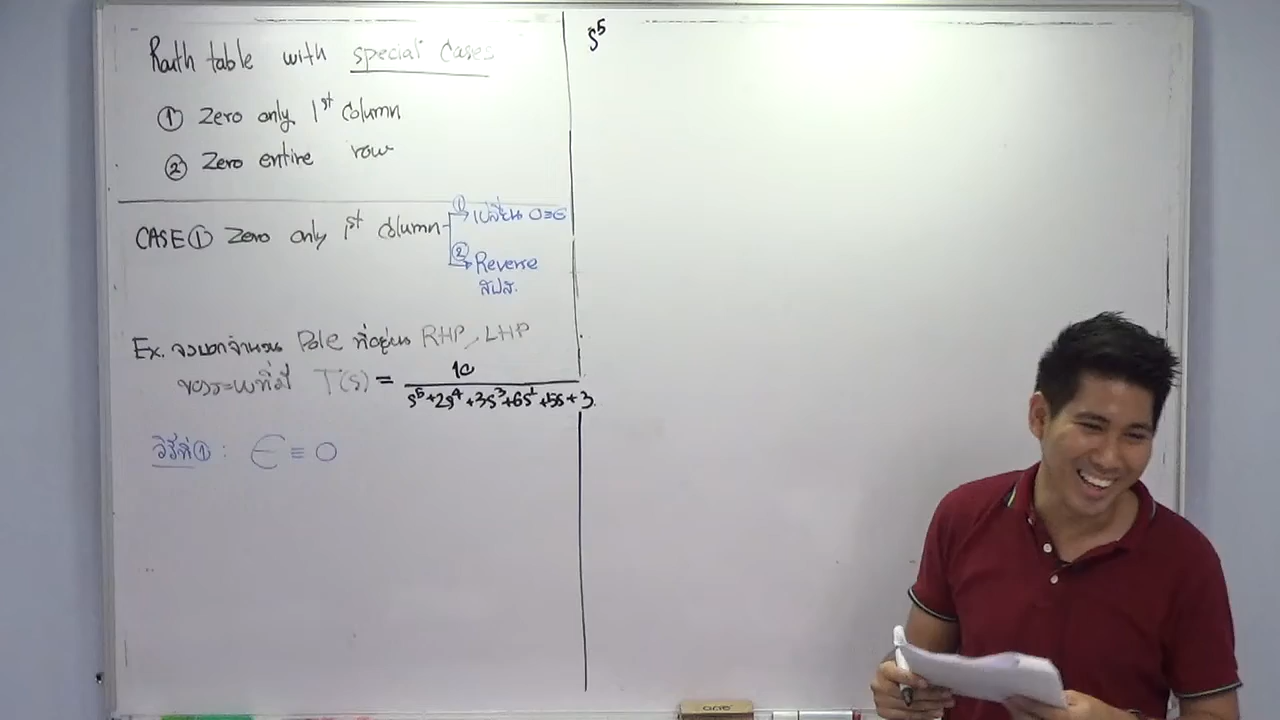 Routh table with special Cases
① Zero only 1st Column
② Zero entire row
CASE① Zero only 1st Column
① เปลี่ยน 0≡ϵ
② Reverse
สปส.
Ex. จงบอกจำนวน Pole ที่อยู่บน RHP, LHP
ของระบบที่มี T(s) = 10
s⁵+2s⁴+3s³+6s²+5s+3
วิธีที่①: ϵ ≡ 0
s⁵